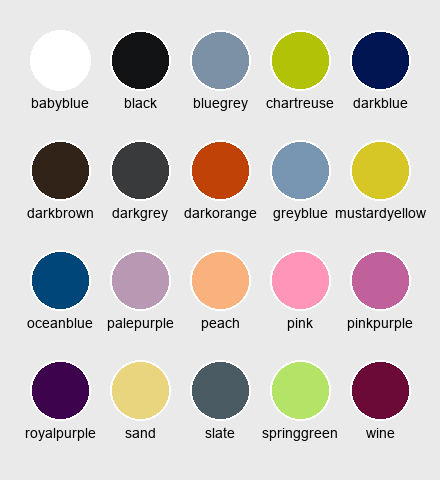 babyblue black bluegrey chartreuse darkblue
darkbrown darkgrey darkorange greyblue mustardyellow
oceanblue palepurple peach pink pinkpurple
royalpurple sand slate springgreen wine